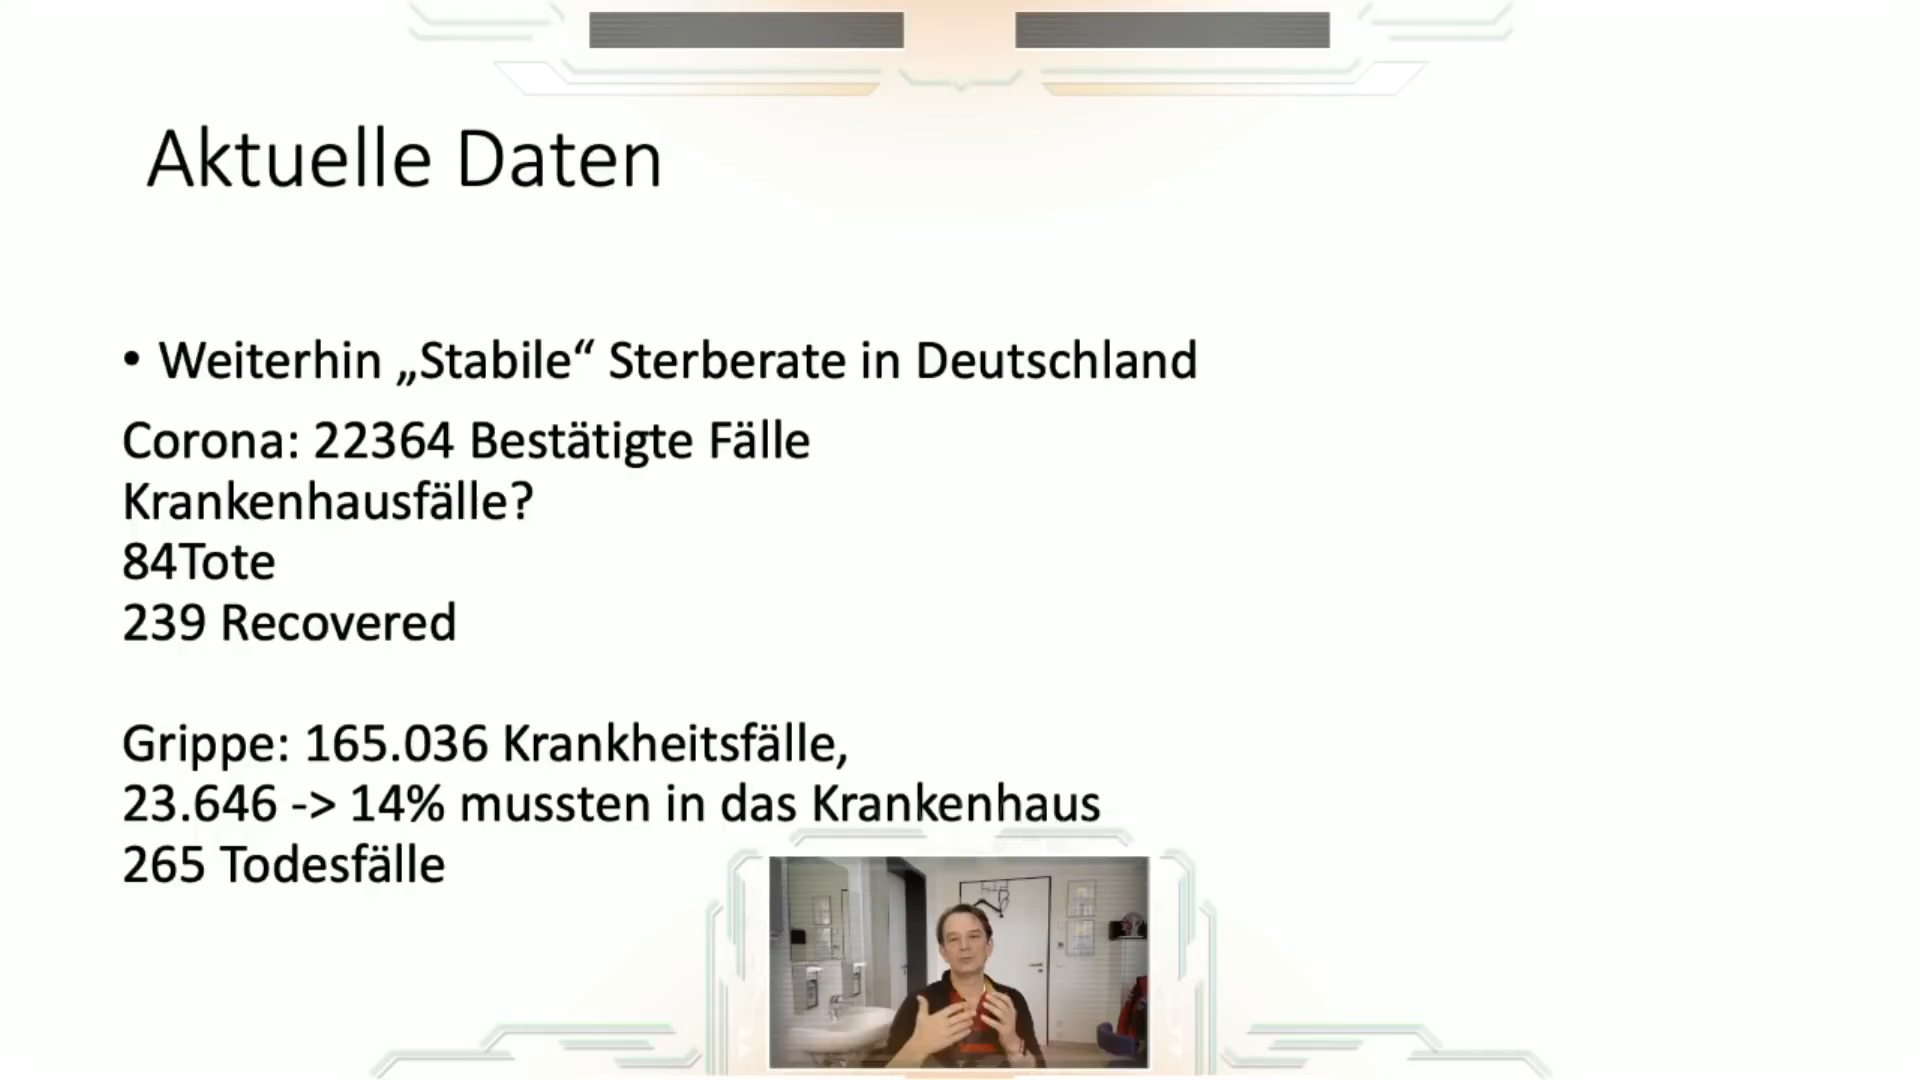 Aktuelle Daten
• Weiterhin „Stabile“ Sterberate in Deutschland
Corona: 22364 Bestätigte Fälle
Krankenhausfälle?
84Tote
239 Recovered
Grippe: 165.036 Krankheitsfälle,
23.646 -> 14% mussten in das Krankenhaus
265 Todesfälle